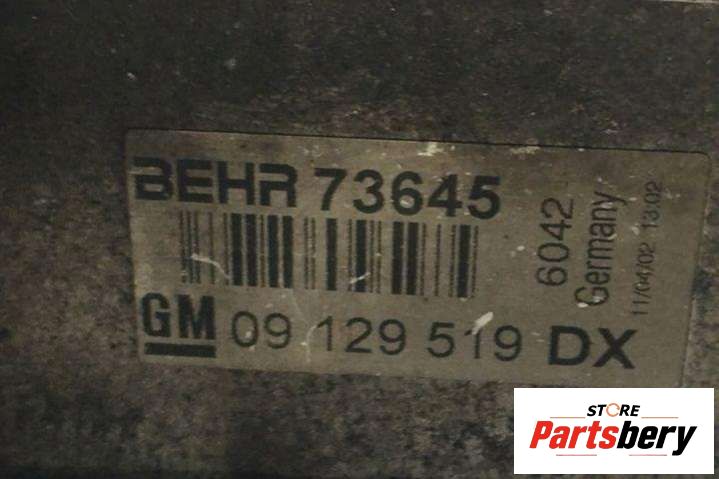 BEHR 73645
GM 09 129 519 DX
6042
Germany
11/04/02 13:02
STORE
Partsbery